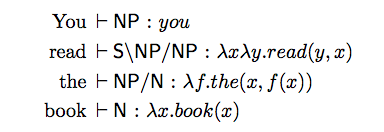 You ⊢ NP : you
read ⊢ S\NP/NP : λxλy.read(y, x)
the ⊢ NP/N : λf.the(x, f(x))
book ⊢ N : λx.book(x)